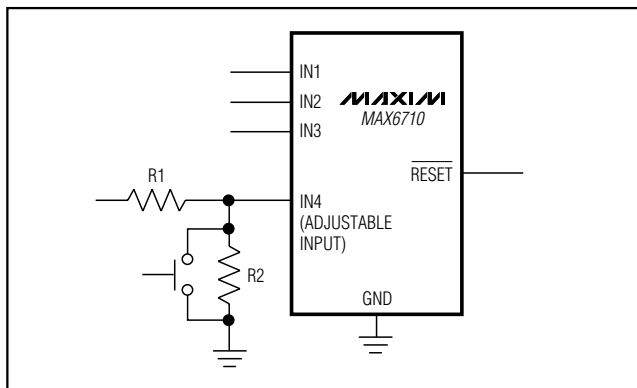 IN1
IN2
IN3
MAXIM
MAX6710
RESET
R1
IN4
(ADJUSTABLE
INPUT)
R2
GND